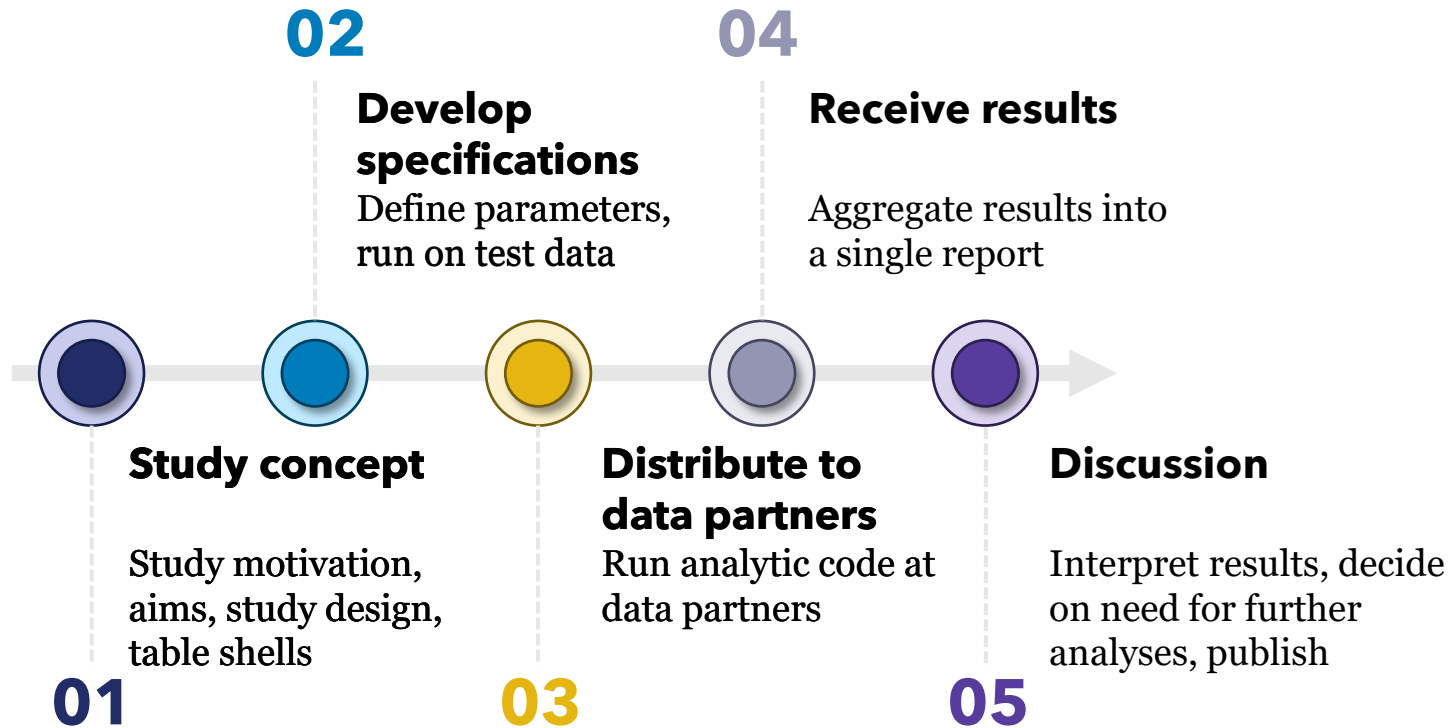 01
Study concept
Study motivation,
aims, study design,
table shells
02
Develop
specifications
Define parameters,
run on test data
03
Distribute to
data partners
Run analytic code at
data partners
04
Receive results
Aggregate results into
a single report
05
Discussion
Interpret results, decide
on need for further
analyses, publish